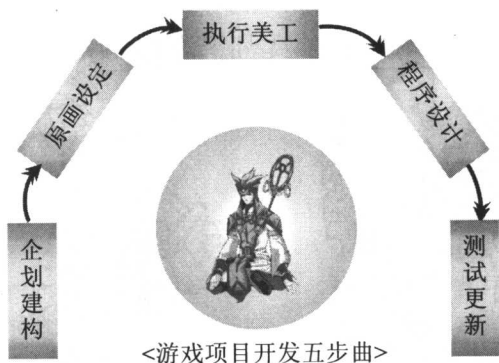 企划建构
原画设定
执行美工
程序设计
测试更新
<游戏项目开发五步曲>